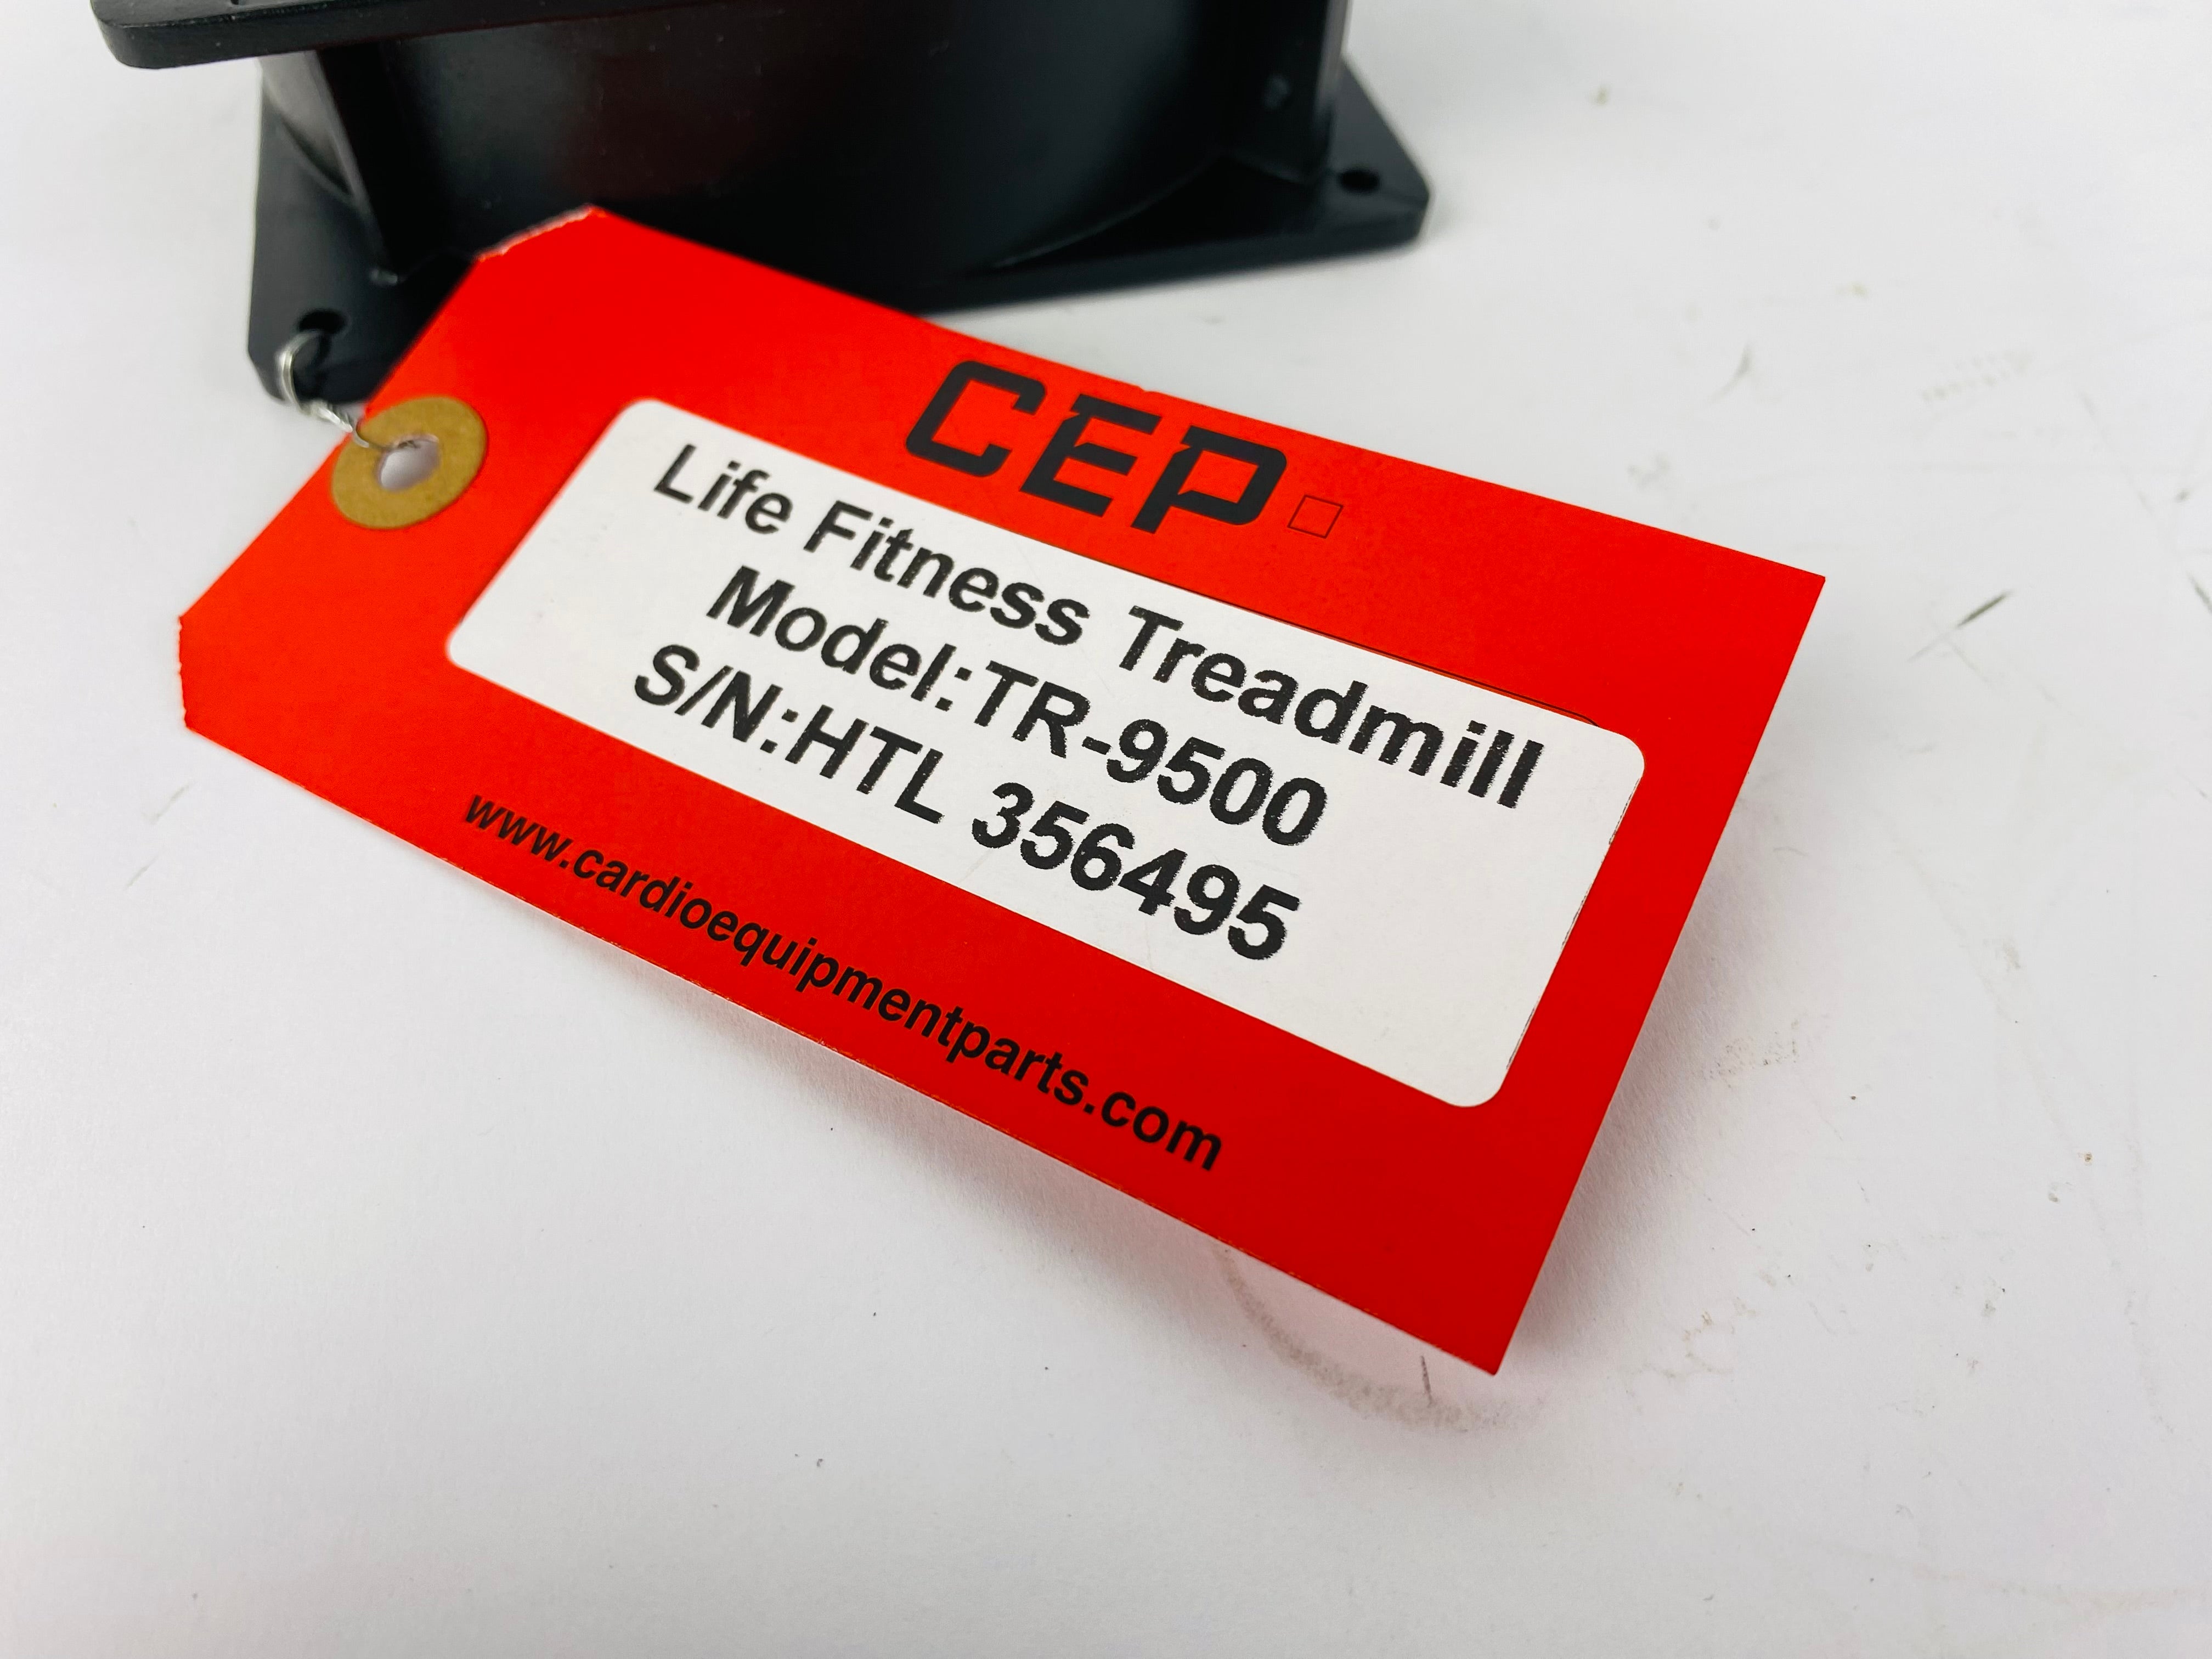 CEP
Life Fitness Treadmill
Model:TR-9500
S/N:HTL 356495
www.cardioequipmentparts.com